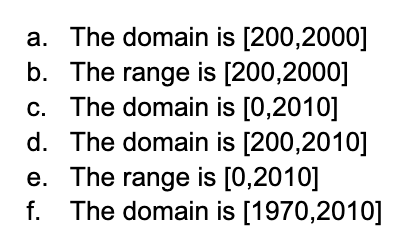 a. The domain is [200,2000]
b. The range is [200,2000]
c. The domain is [0,2010]
d. The domain is [200,2010]
e. The range is [0,2010]
f. The domain is [1970,2010]